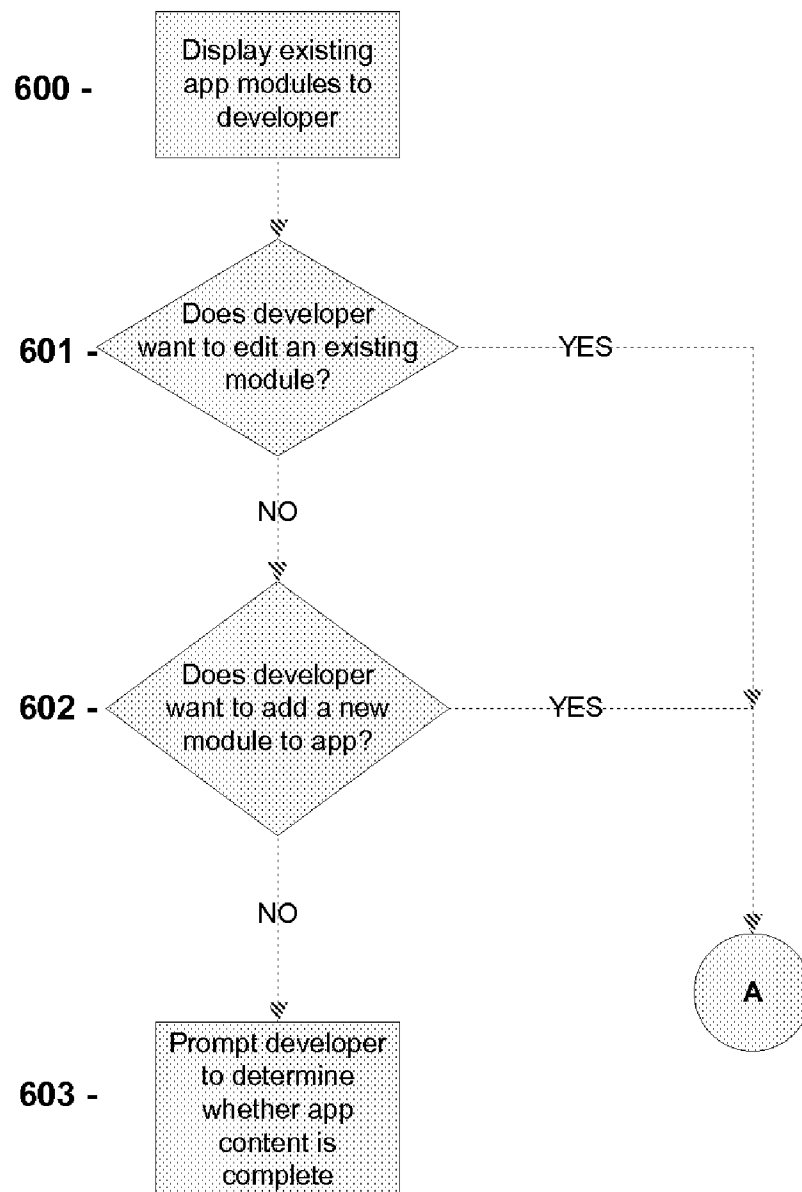 600 -
Display existing
app modules to
developer
601 -
Does developer
want to edit an existing
module?
YES
NO
602 -
Does developer
want to add a new
module to app?
YES
NO
A
603 -
Prompt developer
to determine
whether app
content is
complete